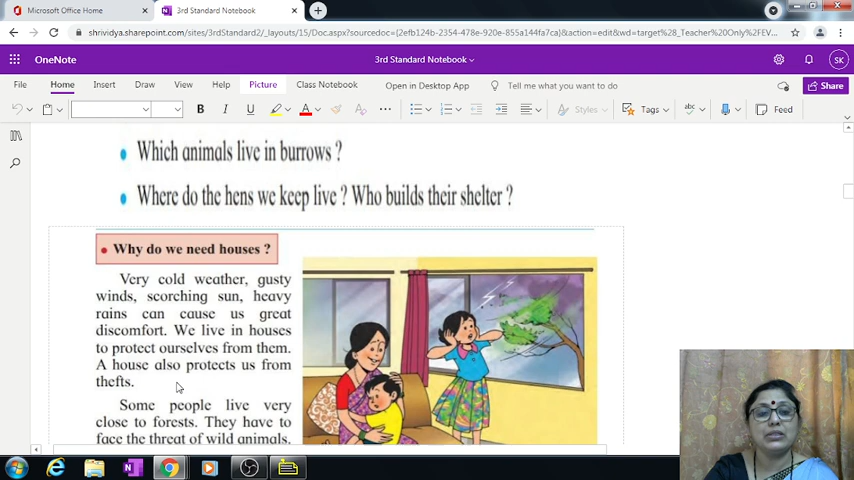 Microsoft Office Home
3rd Standard Notebook
shrividya.sharepoint.com/sites/3rdStandard2/_layouts/15/Doc.aspx?sourcedoc={2efb124b-2354-478e-920e-855a144fa7ca}&action=edit&wd=target%28_Teacher%20Only%2FEV...
OneNote
3rd Standard Notebook
SK
File
Home
Insert
Draw
View
Help
Picture
Class Notebook
Open in Desktop App
Tell me what you want to do
Share
B
I
U
A
Styles
Tags
abc
Feed
Which animals live in burrows ?
Where do the hens we keep live ? Who builds their shelter ?
Why do we need houses ?
Very cold weather, gusty
winds, scorching sun, heavy
rains can cause us great
discomfort. We live in houses
to protect ourselves from them.
A house also protects us from
thefts.
Some people live very
close to forests. They have to
face the threat of wild animals.